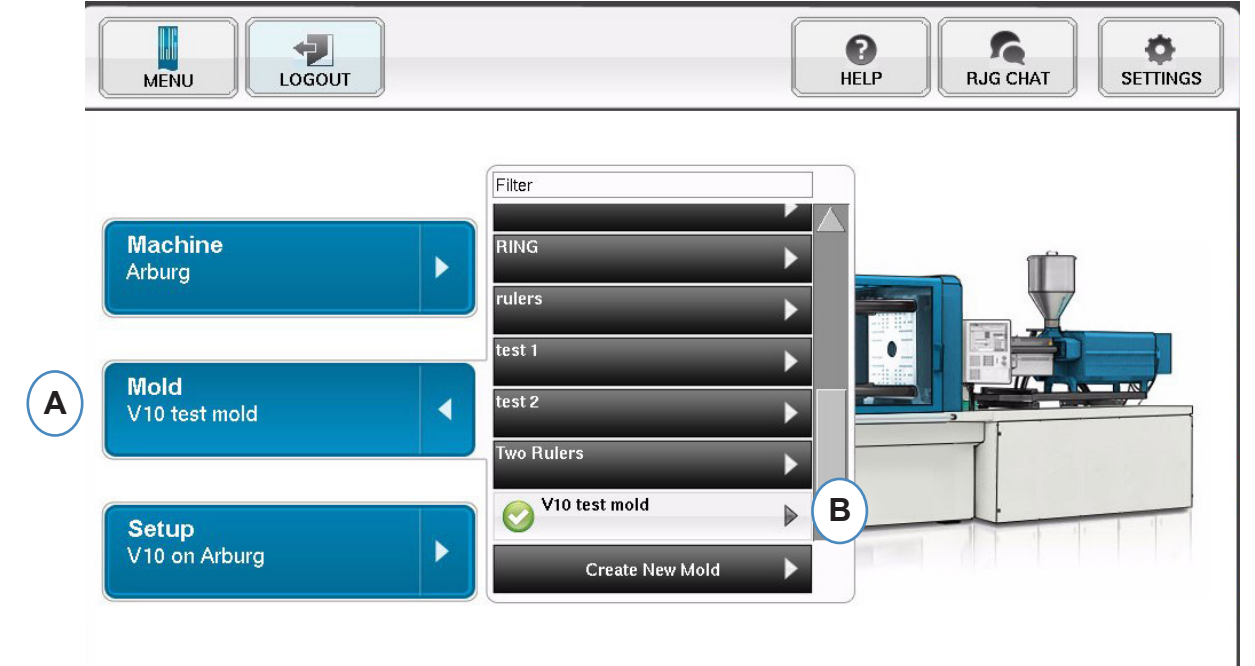 MENU
LOGOUT
HELP
RJG CHAT
SETTINGS
Filter
Machine
Arburg
RING
rulers
test 1
A
Mold
V10 test mold
test 2
Two Rulers
V10 test mold
B
Setup
V10 on Arburg
Create New Mold